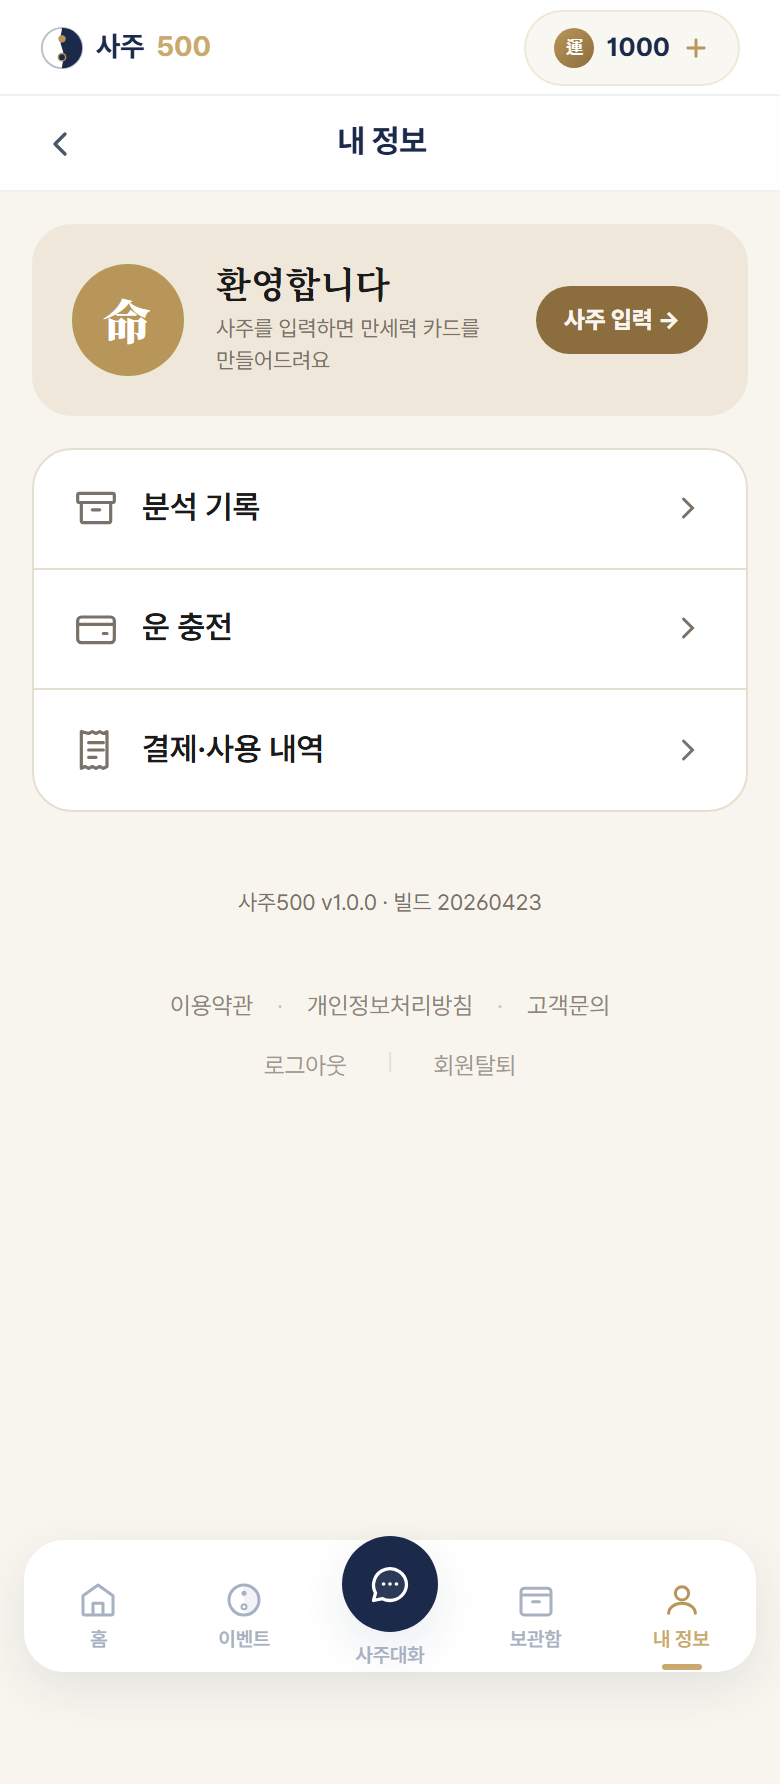 사주 500
運 1000 +
내 정보
命
환영합니다
사주를 입력하면 만세력 카드를
만들어드려요
사주 입력 →
분석 기록
운 충전
결제·사용 내역
사주500 v1.0.0 · 빌드 20260423
이용약관 · 개인정보처리방침 · 고객문의
로그아웃 | 회원탈퇴
홈 이벤트 사주대화 보관함 내 정보